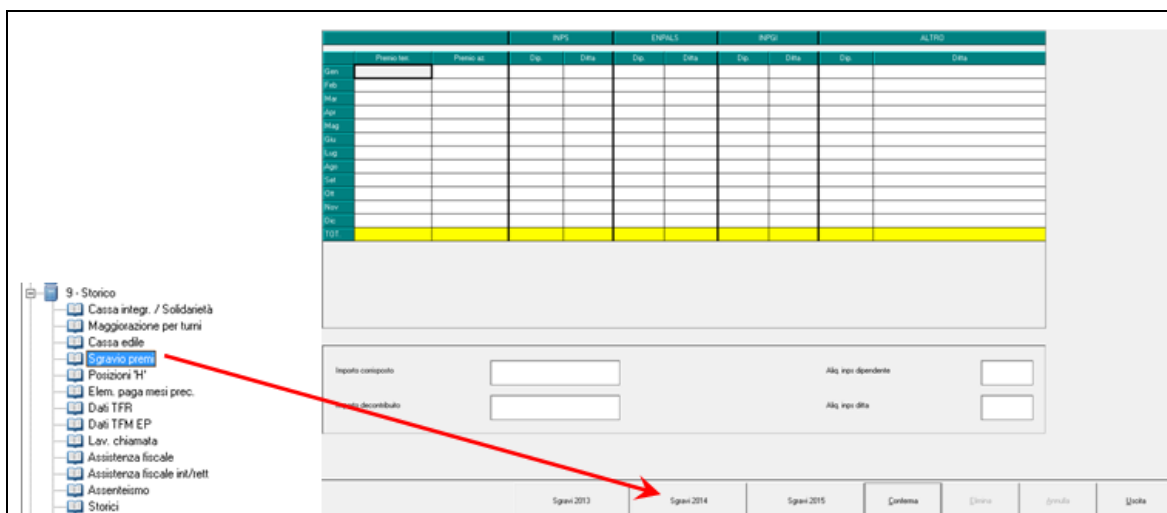 INPS ENPALS INPGI ALTRO
Premio terr. Premio az. Dip. Ditta Dip. Ditta Dip. Ditta Dip. Ditta
Gen
Feb
Mar
Apr
Mag
Giu
Lug
Ago
Set
Ott
Nov
Dic
TOT.
9 - Storico
Cassa integr. / Solidarietà
Maggiorazione per turni
Cassa edile
Sgravio premi
Posizioni 'H'
Elem. paga mesi prec.
Dati TFR
Dati TFM EP
Lav. chiamata
Assistenza fiscale
Assistenza fiscale int/rett
Assenteismo
Storici
Importo corrisposto Aliq. inps dipendente
Importo decontribuito Aliq. inps ditta
Sgravi 2013 Sgravi 2014 Sgravi 2015 Conferma Elimina Annulla Uscita